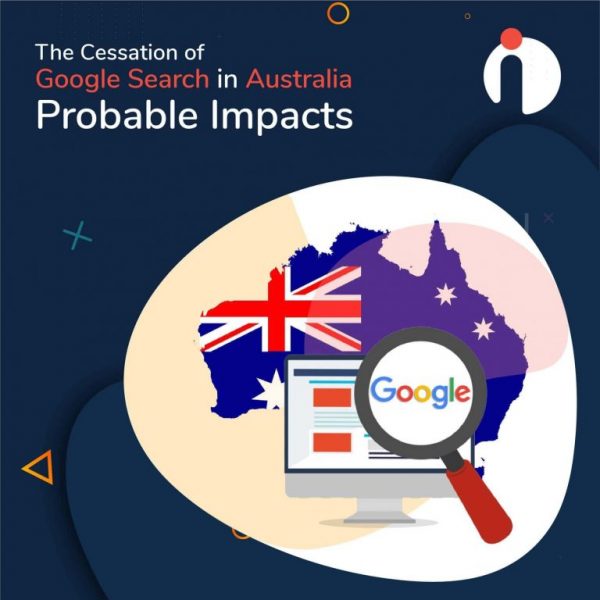 The Cessation of
Google Search in Australia
Probable Impacts
Google